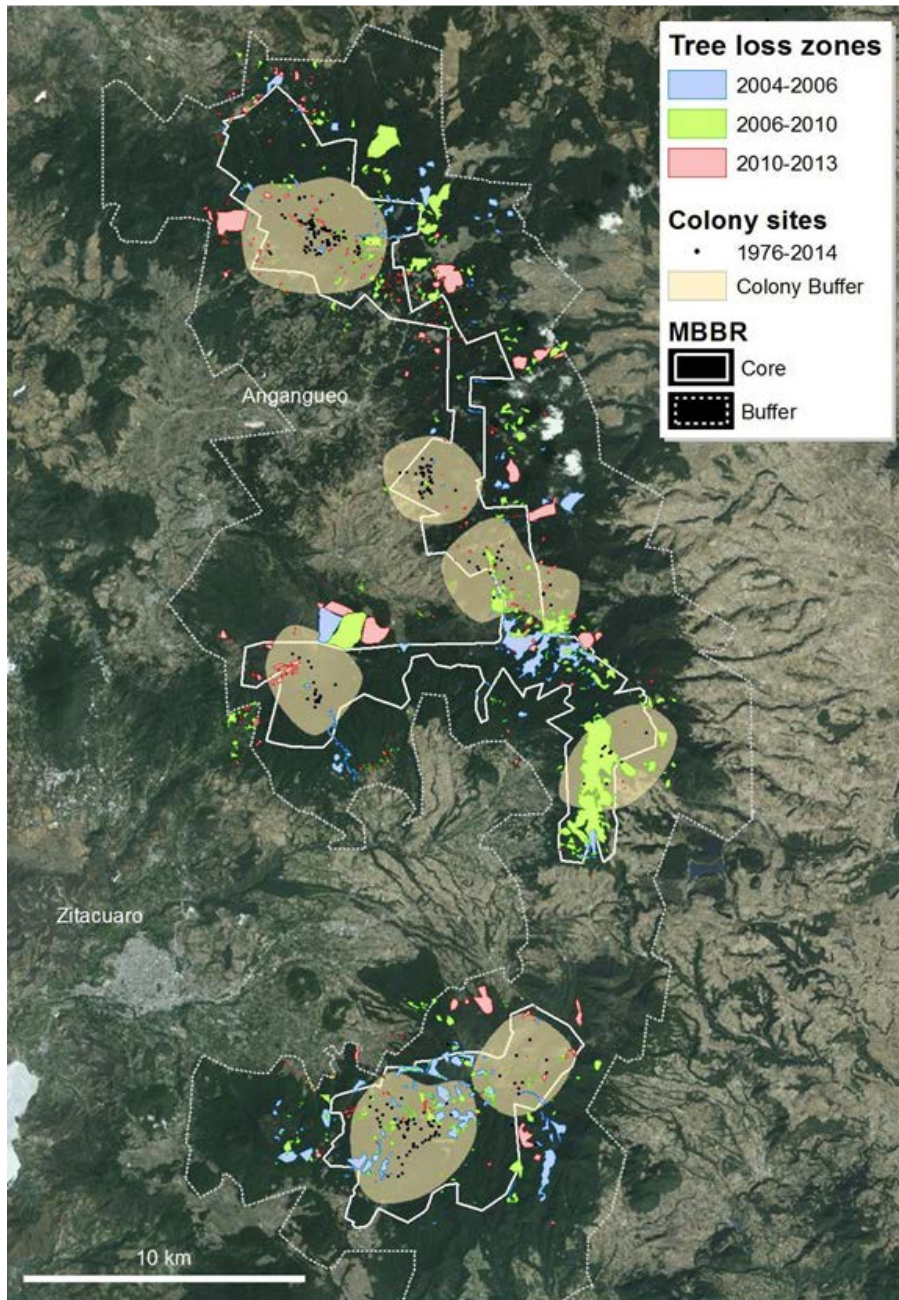 Tree loss zones
2004-2006
2006-2010
2010-2013
Colony sites
1976-2014
Colony Buffer
MBBR
Core
Buffer
Angangueo
Zitacuaro
10 km